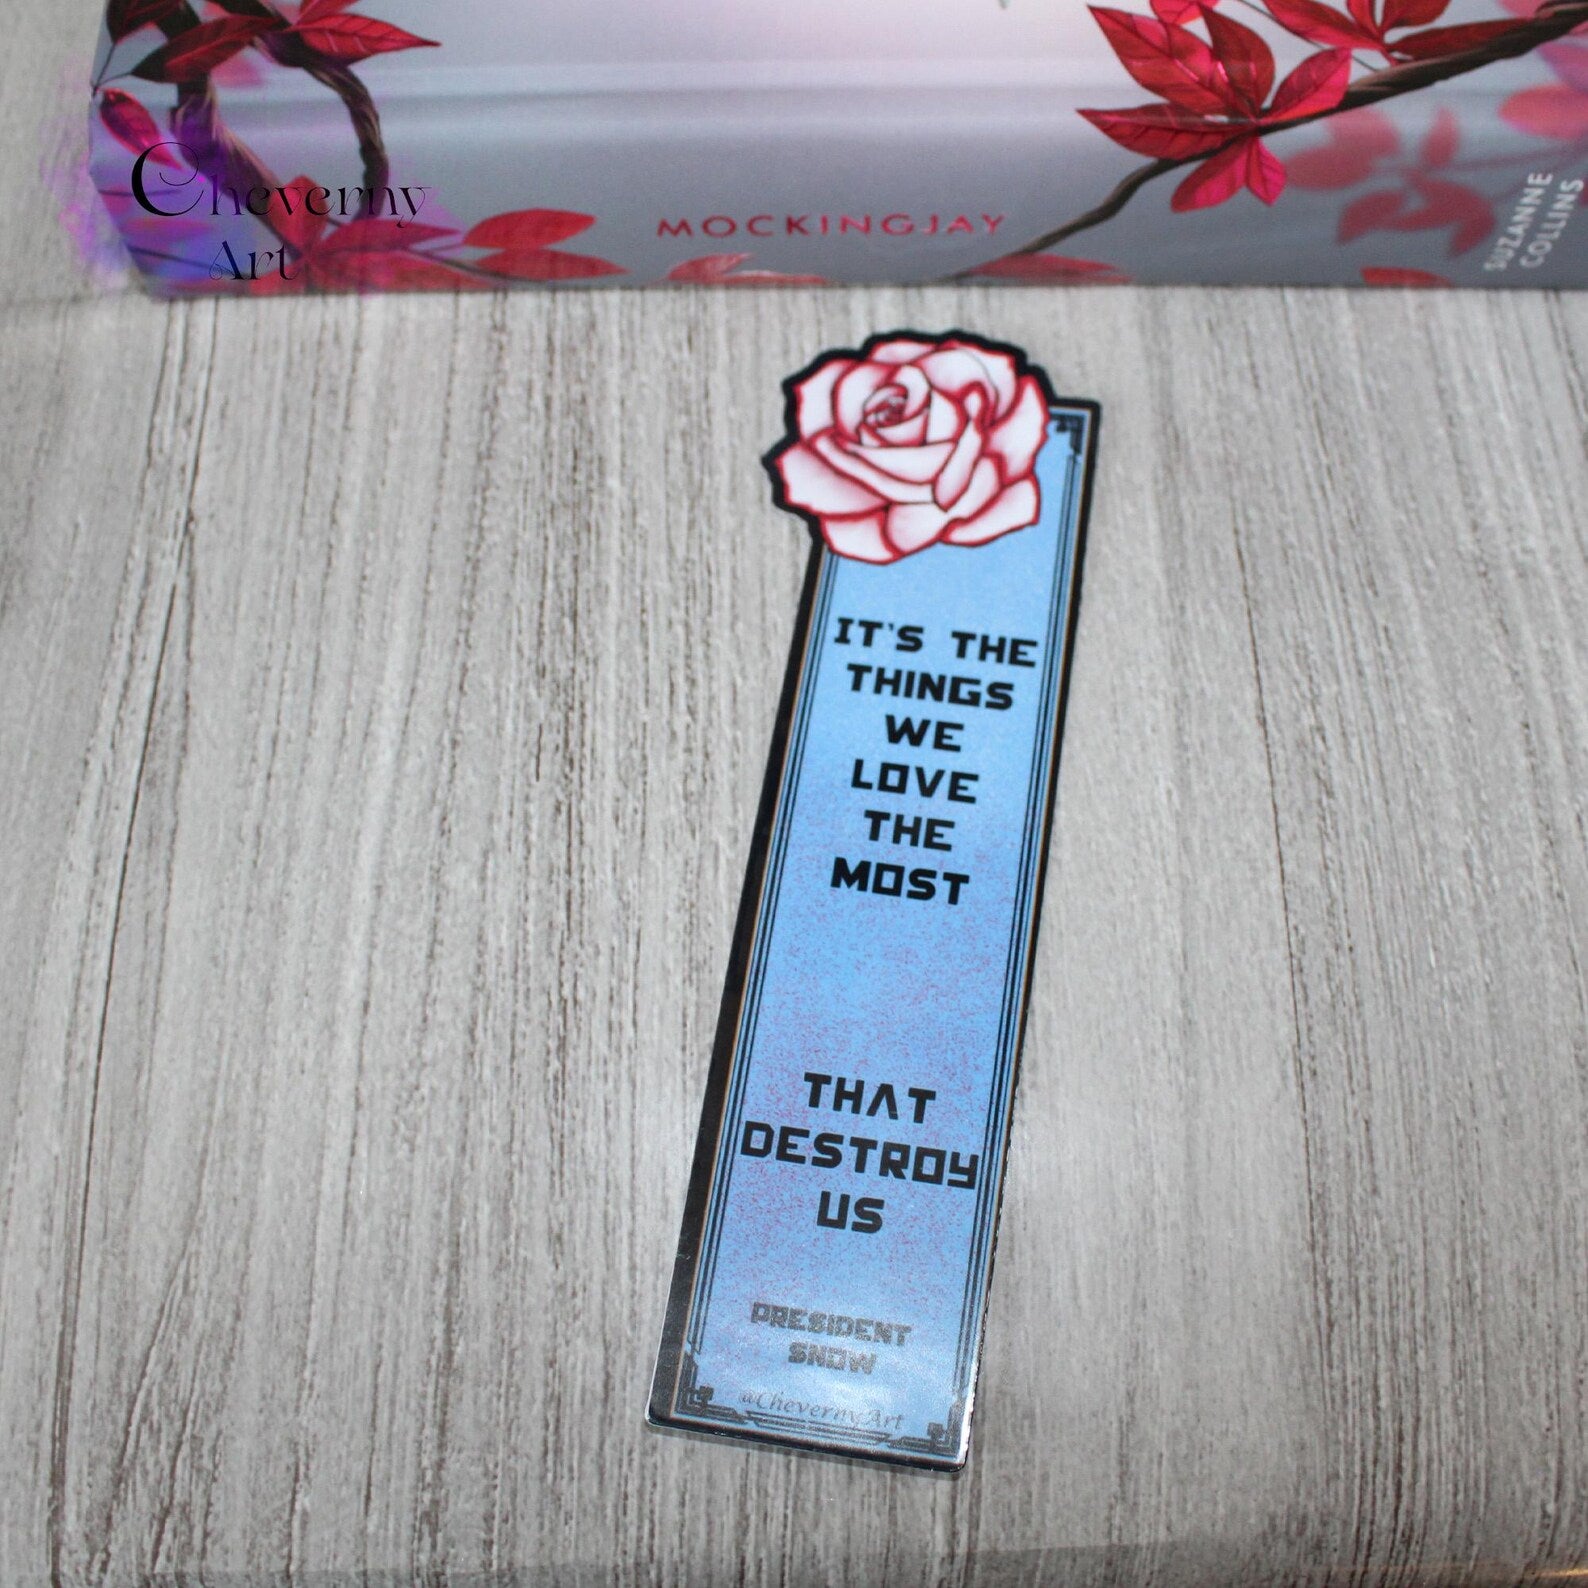 Cheverny
Art
MOCKINGJAY
SUZANNE
COLLINS
IT'S THE
THINGS
WE
LOVE
THE
MOST
THAT
DESTROY
US
PRESIDENT
SNOW
@ChevernyArt